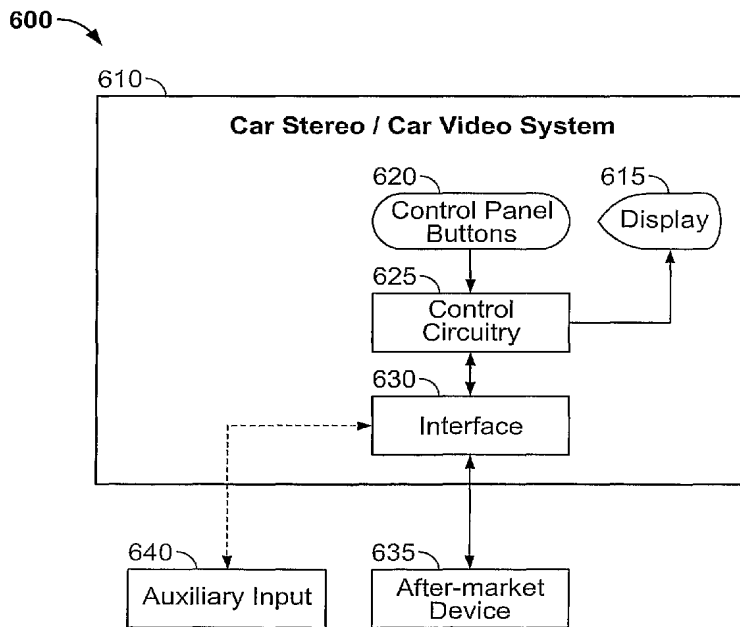 600
610
Car Stereo / Car Video System
620
615
Control Panel
Buttons
Display
625
Control
Circuitry
630
Interface
640
635
Auxiliary Input
After-market
Device